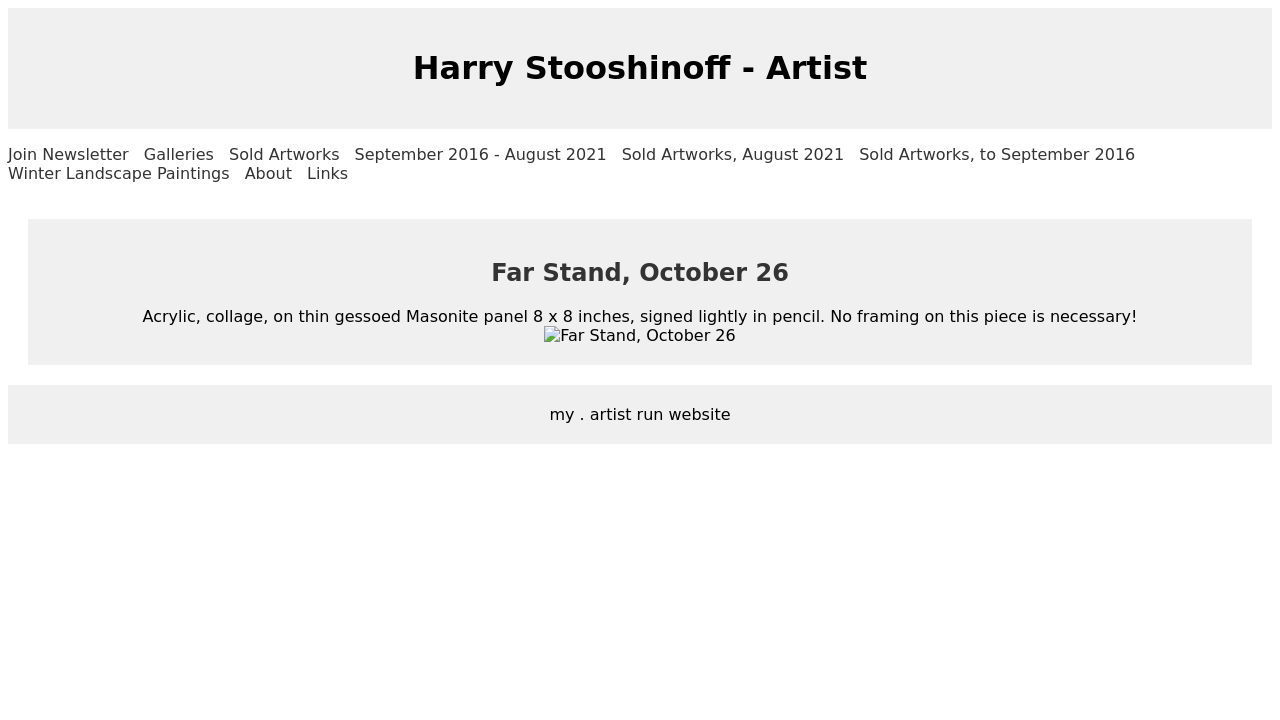 Harry Stooshinoff - Artist
Join Newsletter Galleries Sold Artworks September 2016 - August 2021 Sold Artworks, August 2021 Sold Artworks, to September 2016
Winter Landscape Paintings About Links
Far Stand, October 26
Acrylic, collage, on thin gessoed Masonite panel 8 x 8 inches, signed lightly in pencil. No framing on this piece is necessary!
Far Stand, October 26
my . artist run website